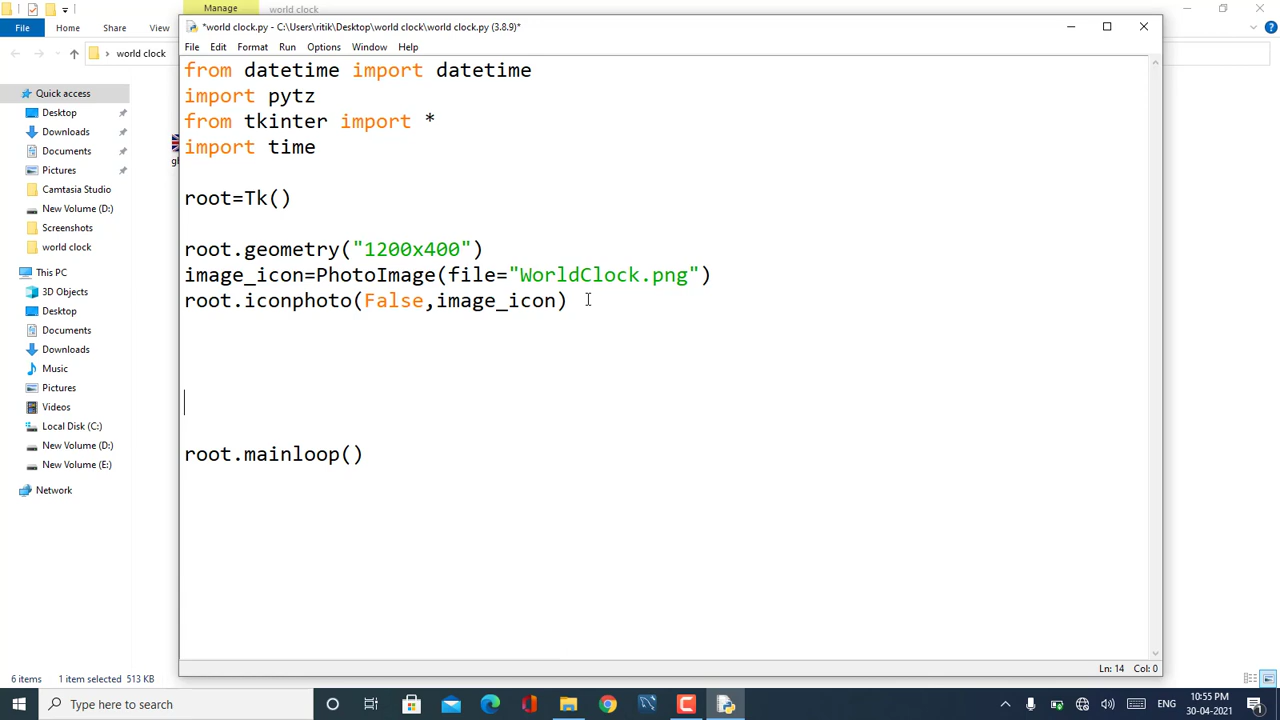 Manage
world clock
File
Home
Share
View
world clock
Quick access
Desktop
Downloads
Documents
Pictures
Camtasia Studio
New Volume (D:)
Screenshots
world clock
This PC
3D Objects
Desktop
Documents
Downloads
Music
Pictures
Videos
Local Disk (C:)
New Volume (D:)
New Volume (E:)
Network
6 items
1 item selected 513 KB
*world clock.py - C:\Users\ritik\Desktop\world clock\world clock.py (3.8.9)*
File Edit Format Run Options Window Help
from datetime import datetime
import pytz
from tkinter import *
import time
root=Tk()
root.geometry("1200x400")
image_icon=PhotoImage(file="WorldClock.png")
root.iconphoto(False,image_icon)
root.mainloop()
Ln: 14 Col: 0
Type here to search
ENG
10:55 PM
30-04-2021